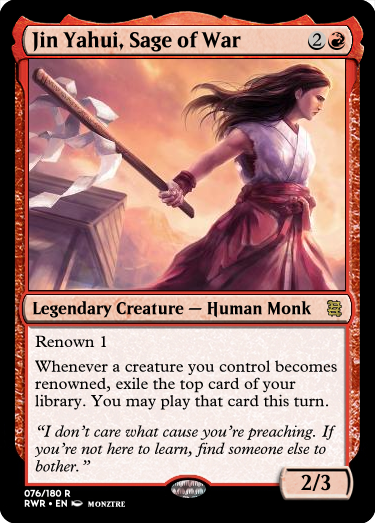 Jin Yahui, Sage of War 2
Legendary Creature — Human Monk
Renown 1
Whenever a creature you control becomes
renowned, exile the top card of your
library. You may play that card this turn.
“I don't care what cause you're preaching. If
you're not here to learn, find someone else to
bother.”
2/3
076/180 R
RWR • EN MONZTRE